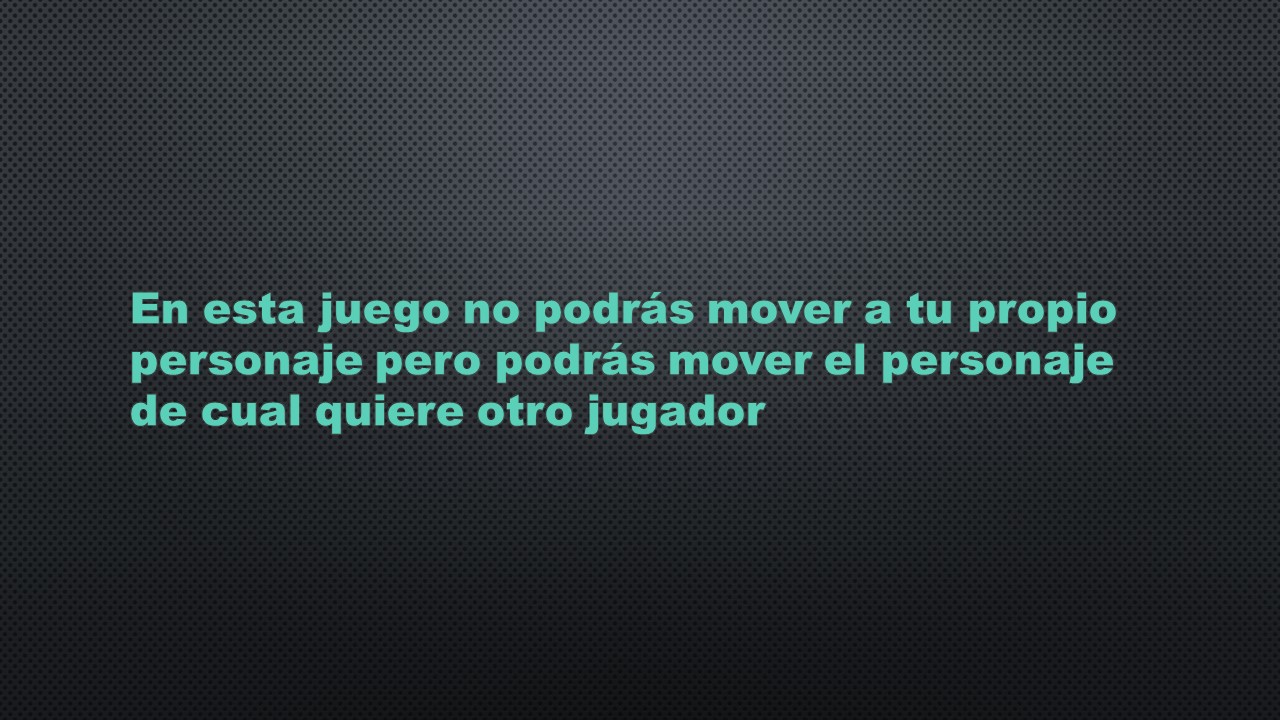 En esta juego no podrás mover a tu propio
personaje pero podrás mover el personaje
de cual quiere otro jugador